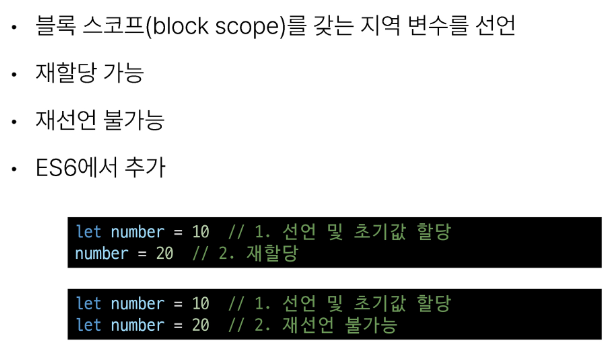 • 블록 스코프(block scope)를 갖는 지역 변수를 선언
• 재할당 가능
• 재선언 불가능
• ES6에서 추가
let number = 10  // 1. 선언 및 초기값 할당
number = 20  // 2. 재할당
let number = 10  // 1. 선언 및 초기값 할당
let number = 20  // 2. 재선언 불가능